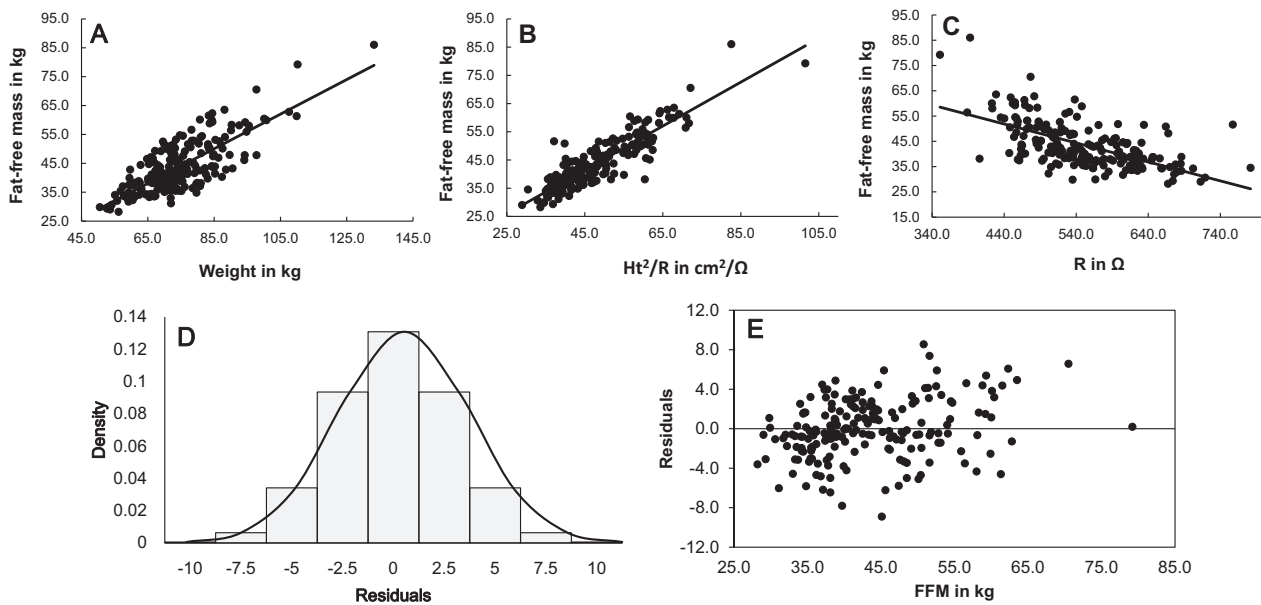 A
Fat-free mass in kg
95.0
85.0
75.0
65.0
55.0
45.0
35.0
25.0
45.0 65.0 85.0 105.0 125.0 145.0
Weight in kg
B
Fat-free mass in kg
95.0
85.0
75.0
65.0
55.0
45.0
35.0
25.0
25.0 45.0 65.0 85.0 105.0
Ht²/R in cm²/Ω
C
Fat-free mass in kg
95.0
85.0
75.0
65.0
55.0
45.0
35.0
25.0
15.0
340.0 440.0 540.0 640.0 740.0
R in Ω
D
Density
0.14
0.12
0.1
0.08
0.06
0.04
0.02
0
-10 -7.5 -5 -2.5 0 2.5 5 7.5 10
Residuals
E
Residuals
12.0
8.0
4.0
0.0
-4.0
-8.0
-12.0
25.0 35.0 45.0 55.0 65.0 75.0 85.0
FFM in kg